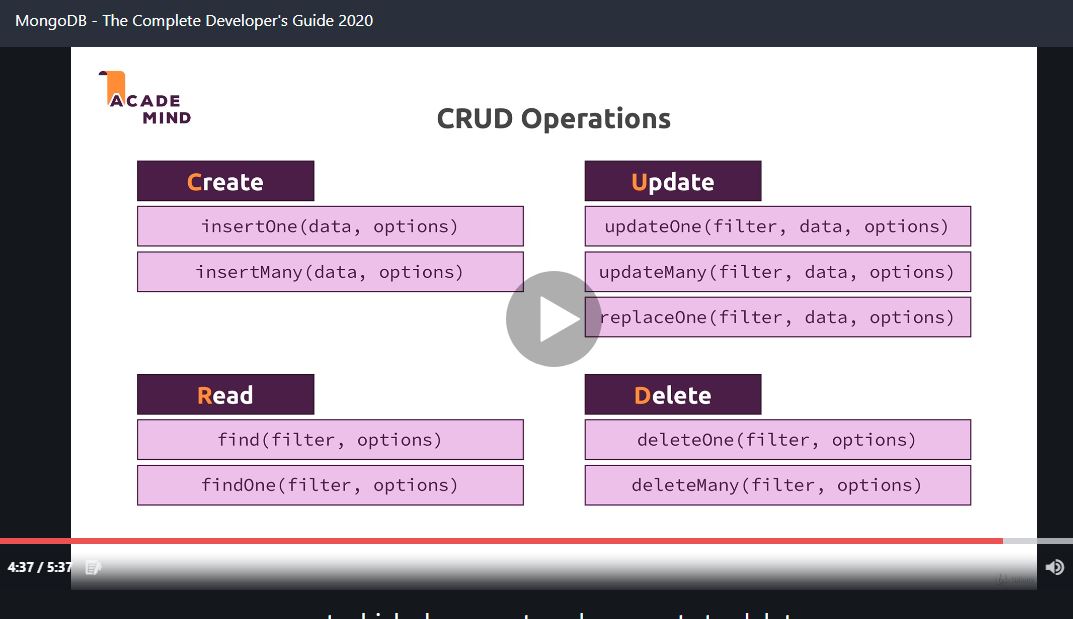 MongoDB - The Complete Developer's Guide 2020
ACADE
MIND
CRUD Operations
Create
insertOne(data, options)
insertMany(data, options)
Update
updateOne(filter, data, options)
updateMany(filter, data, options)
replaceOne(filter, data, options)
Read
find(filter, options)
findOne(filter, options)
Delete
deleteOne(filter, options)
deleteMany(filter, options)
4:37 / 5:37